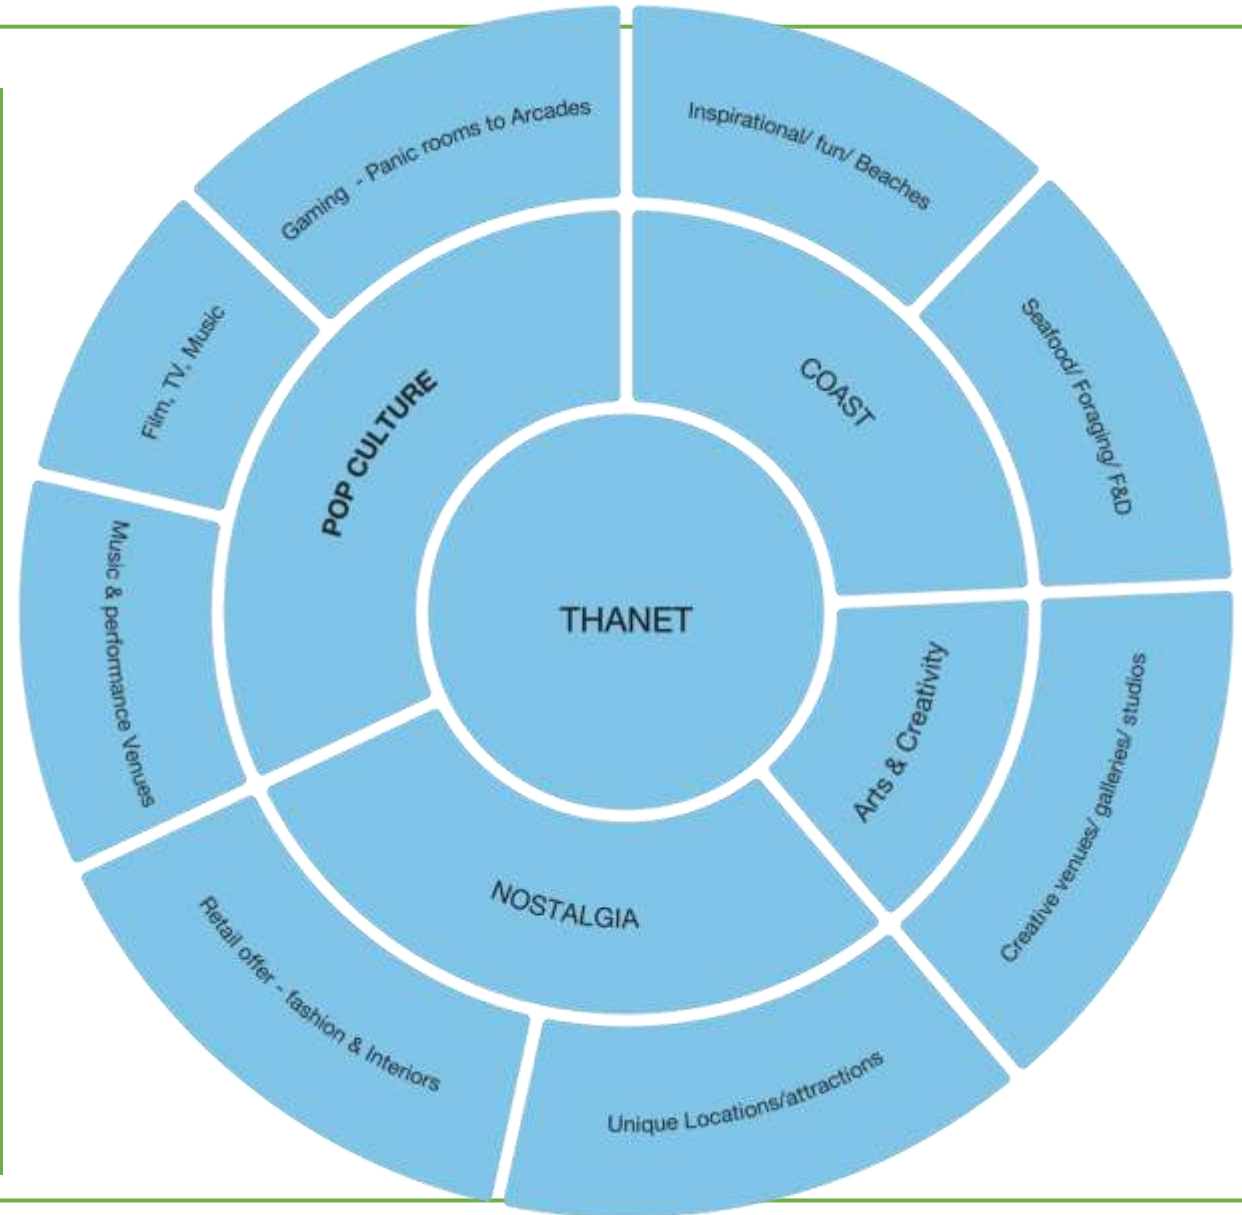 THANET
COAST
Inspirational/ fun/ Beaches
Seafood/ Foraging/ F&D
Arts & Creativity
Creative venues/ galleries/ studios
NOSTALGIA
Unique Locations/attractions
Retail offer - fashion & Interiors
POP CULTURE
Music & performance Venues
Film, TV, Music
Gaming - Panic rooms to Arcades